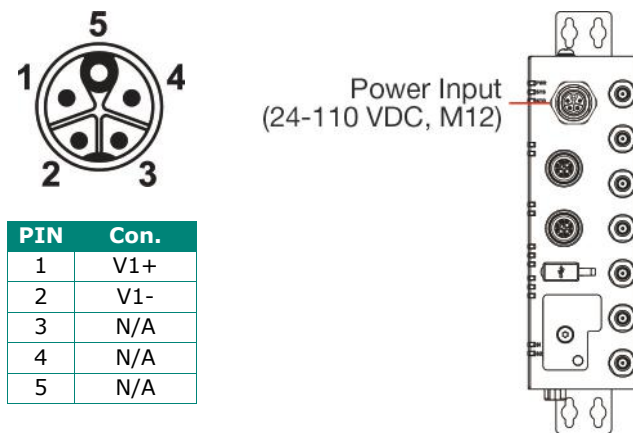 5
1
4
2
3
Power Input
(24-110 VDC, M12)
PIN Con.
1 V1+
2 V1-
3 N/A
4 N/A
5 N/A